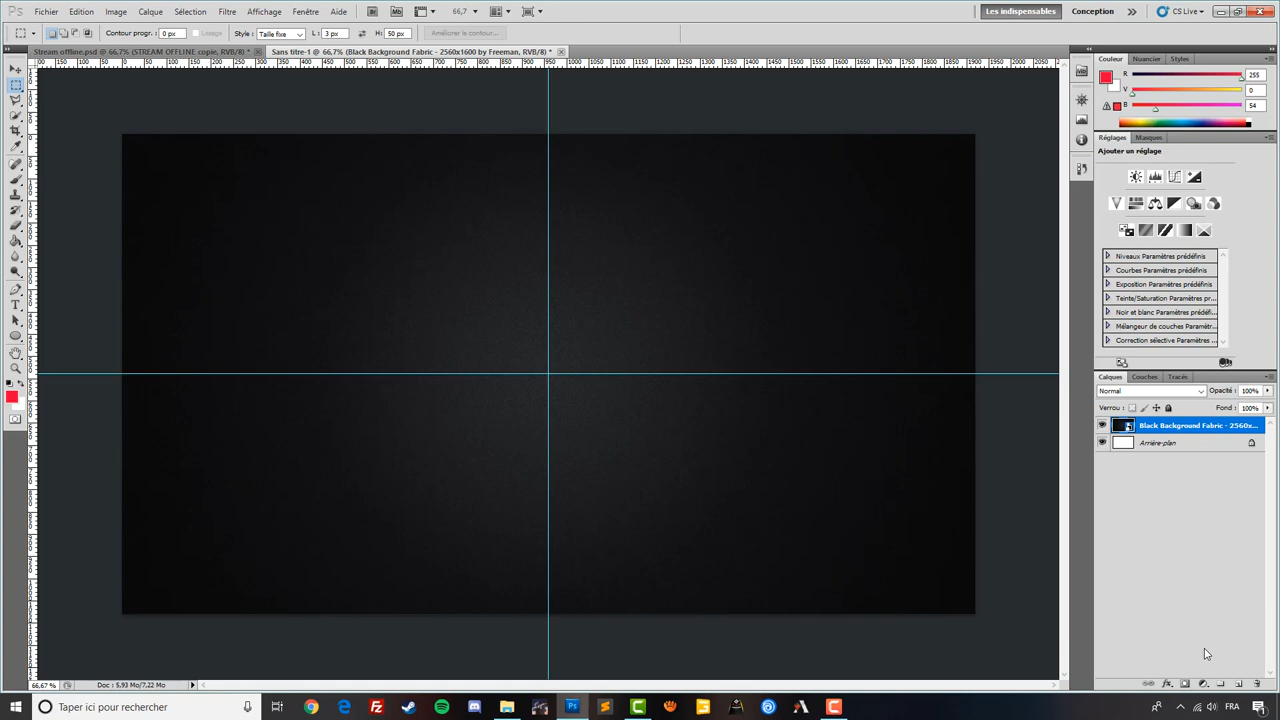 Ps Fichier Edition Image Calque Sélection Filtre Affichage Fenêtre Aide Br Mb 66,7 Les indispensables Conception CS Live
Contour progr. : 0 px Lissage Style : Taille fixe L : 3 px H: 50 px Améliorer le contour...
Stream offline.psd @ 66,7% (STREAM OFFLINE copie, RVB/8) * Sans titre-1 @ 66,7% (Black Background Fabric - 2560x1600 by Freeman, RVB/8) *
Couleur Nuancier Styles
R 255
V 0
B 54
Réglages Masques
Ajouter un réglage
Niveaux Paramètres prédéfinis
Courbes Paramètres prédéfinis
Exposition Paramètres prédéfinis
Teinte/Saturation Paramètres pr...
Noir et blanc Paramètres prédéfi...
Mélangeur de couches Paramètr...
Correction sélective Paramètres ...
Calques Couches Tracés
Normal Opacité : 100%
Verrou : Fond : 100%
Black Background Fabric - 2560x...
Arrière-plan
66,67 % Doc : 5,93 Mo/7,22 Mo
Taper ici pour rechercher Ps FRA